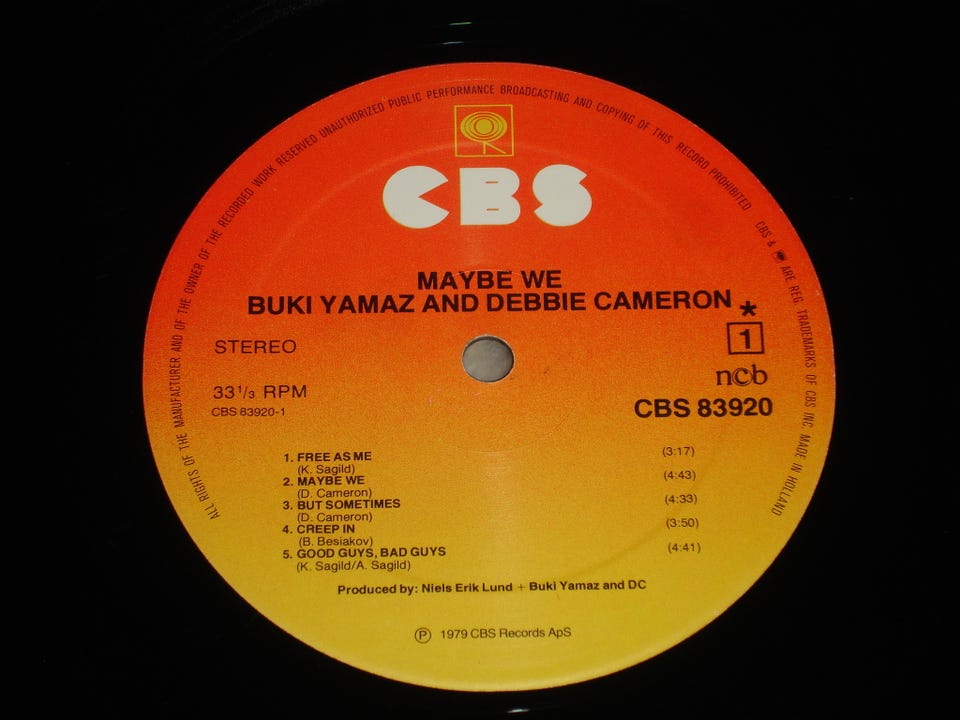 ALL RIGHTS OF THE MANUFACTURER AND OF THE OWNER OF THE RECORDED WORK RESERVED UNAUTHORIZED PUBLIC PERFORMANCE BROADCASTING AND COPYING OF THIS RECORD PROHIBITED CBS & ARE REG. TRADEMARKS OF CBS INC. MADE IN HOLLAND
CBS
MAYBE WE
BUKI YAMAZ AND DEBBIE CAMERON *
STEREO
1
33 1/3 RPM
ncb
CBS 83920-1
CBS 83920
1. FREE AS ME (3:17)
(K. Sagild)
2. MAYBE WE (4:43)
(D. Cameron)
3. BUT SOMETIMES (4:33)
(D. Cameron)
4. CREEP IN (3:50)
(B. Besiakov)
5. GOOD GUYS, BAD GUYS (4:41)
(K. Sagild/A. Sagild)
Produced by: Niels Erik Lund + Buki Yamaz and DC
Ⓟ 1979 CBS Records ApS